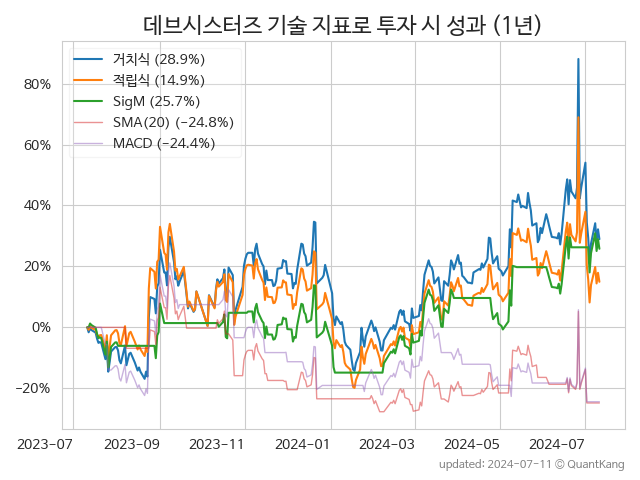 데브시스터즈 기술 지표로 투자 시 성과 (1년)
거치식 (28.9%)
적립식 (14.9%)
SigM (25.7%)
SMA(20) (−24.8%)
MACD (−24.4%)
80%
60%
40%
20%
0%
−20%
2023-07 2023-09 2023-11 2024-01 2024-03 2024-05 2024-07
updated: 2024-07-11 ⓒ QuantKang